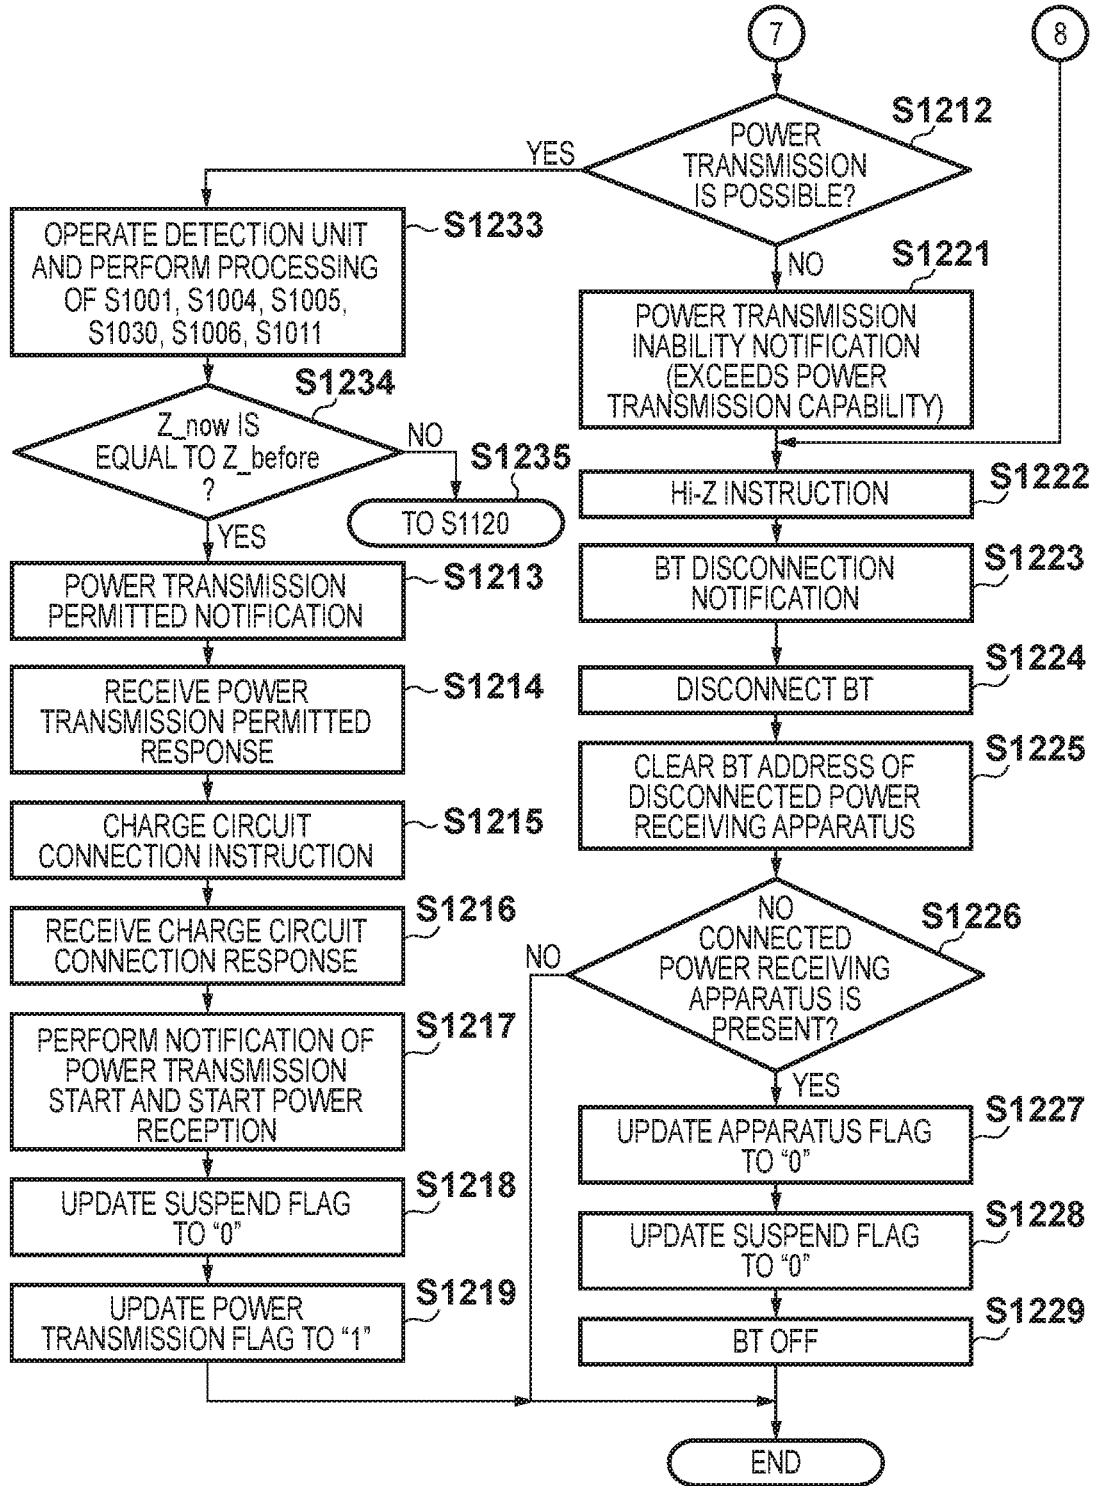 7
8
S1212
POWER
TRANSMISSION
IS POSSIBLE?
YES
NO
S1233
OPERATE DETECTION UNIT
AND PERFORM PROCESSING
OF S1001, S1004, S1005,
S1030, S1006, S1011
S1234
Z_now IS
EQUAL TO Z_before
?
NO
YES
S1235
TO S1120
S1213
POWER TRANSMISSION
PERMITTED NOTIFICATION
S1214
RECEIVE POWER
TRANSMISSION PERMITTED
RESPONSE
S1215
CHARGE CIRCUIT
CONNECTION INSTRUCTION
S1216
RECEIVE CHARGE CIRCUIT
CONNECTION RESPONSE
S1217
PERFORM NOTIFICATION OF
POWER TRANSMISSION
START AND START POWER
RECEPTION
S1218
UPDATE SUSPEND FLAG
TO “0”
S1219
UPDATE POWER
TRANSMISSION FLAG TO “1”
S1221
POWER TRANSMISSION
INABILITY NOTIFICATION
(EXCEEDS POWER
TRANSMISSION CAPABILITY)
S1222
Hi-Z INSTRUCTION
S1223
BT DISCONNECTION
NOTIFICATION
S1224
DISCONNECT BT
S1225
CLEAR BT ADDRESS OF
DISCONNECTED POWER
RECEIVING APPARATUS
S1226
NO
CONNECTED
POWER RECEIVING
APPARATUS IS
PRESENT?
NO
YES
S1227
UPDATE APPARATUS FLAG
TO “0”
S1228
UPDATE SUSPEND FLAG
TO “0”
S1229
BT OFF
END